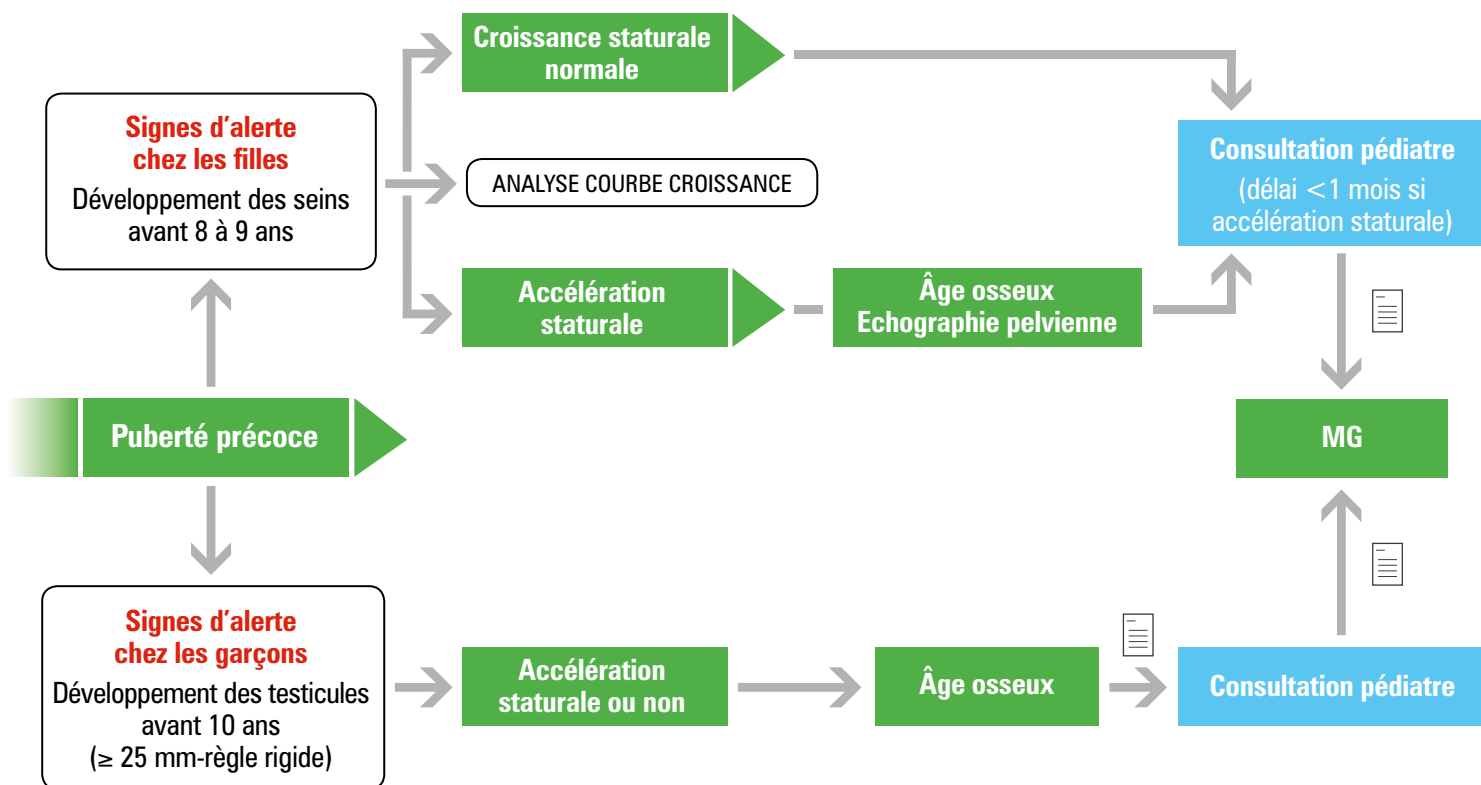 Croissance staturale
normale
Signes d'alerte
chez les filles
Développement des seins
avant 8 à 9 ans
ANALYSE COURBE CROISSANCE
Consultation pédiatre
(délai <1 mois si
accélération staturale)
Accélération
staturale
Âge osseux
Echographie pelvienne
Puberté précoce
MG
Signes d'alerte
chez les garçons
Développement des testicules
avant 10 ans
(≥ 25 mm-règle rigide)
Accélération
staturale ou non
Âge osseux
Consultation pédiatre